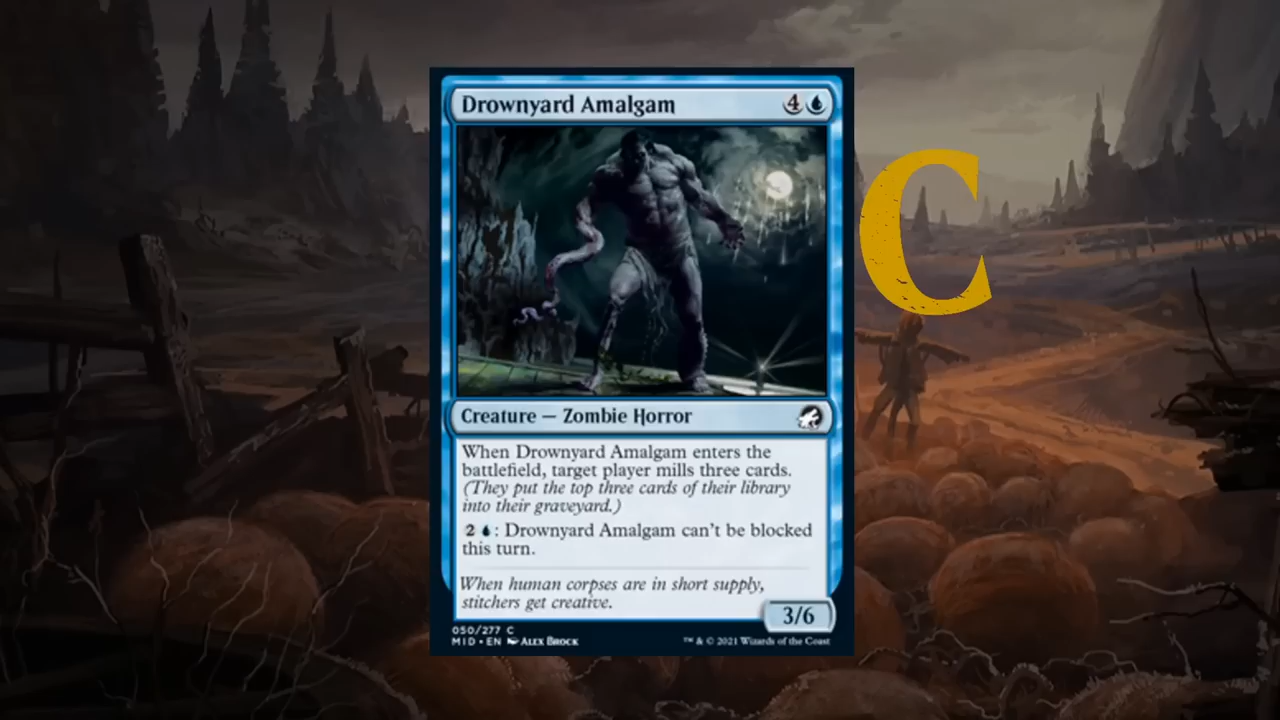 Drownyard Amalgam 4
C
Creature — Zombie Horror
When Drownyard Amalgam enters the
battlefield, target player mills three cards.
(They put the top three cards of their library
into their graveyard.)
2 : Drownyard Amalgam can't be blocked
this turn.
When human corpses are in short supply,
stitchers get creative.
3/6
050/277 C
MID • EN ALEX BROCK
™ & © 2021 Wizards of the Coast